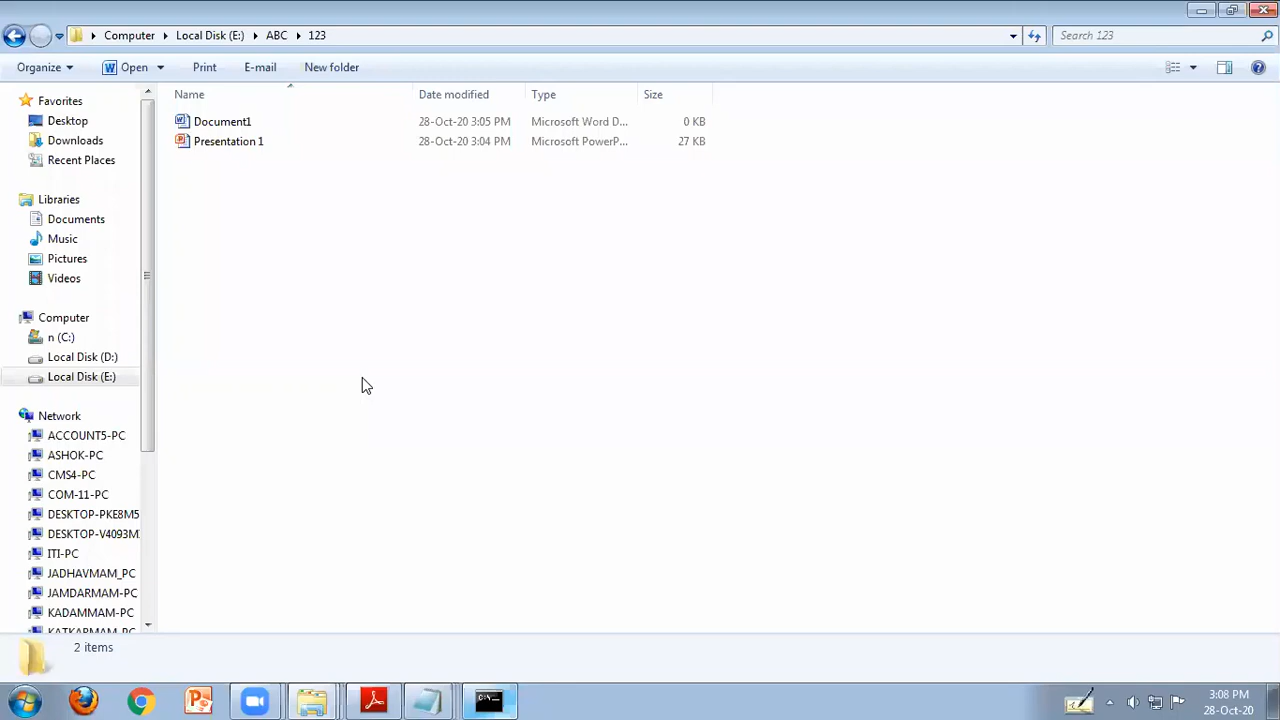 Computer Local Disk (E:) ABC 123 Search 123
Organize Open Print E-mail New folder
Name Date modified Type Size
Favorites
Desktop
Downloads
Recent Places
Libraries
Documents
Music
Pictures
Videos
Computer
n (C:)
Local Disk (D:)
Local Disk (E:)
Network
ACCOUNT5-PC
ASHOK-PC
CMS4-PC
COM-11-PC
DESKTOP-PKE8M5
DESKTOP-V4093M
ITI-PC
JADHAVMAM_PC
JAMDARMAM-PC
KADAMMAM-PC
KATKARMAM_PC
Document1 28-Oct-20 3:05 PM Microsoft Word D... 0 KB
Presentation 1 28-Oct-20 3:04 PM Microsoft PowerP... 27 KB
2 items
3:08 PM
28-Oct-20